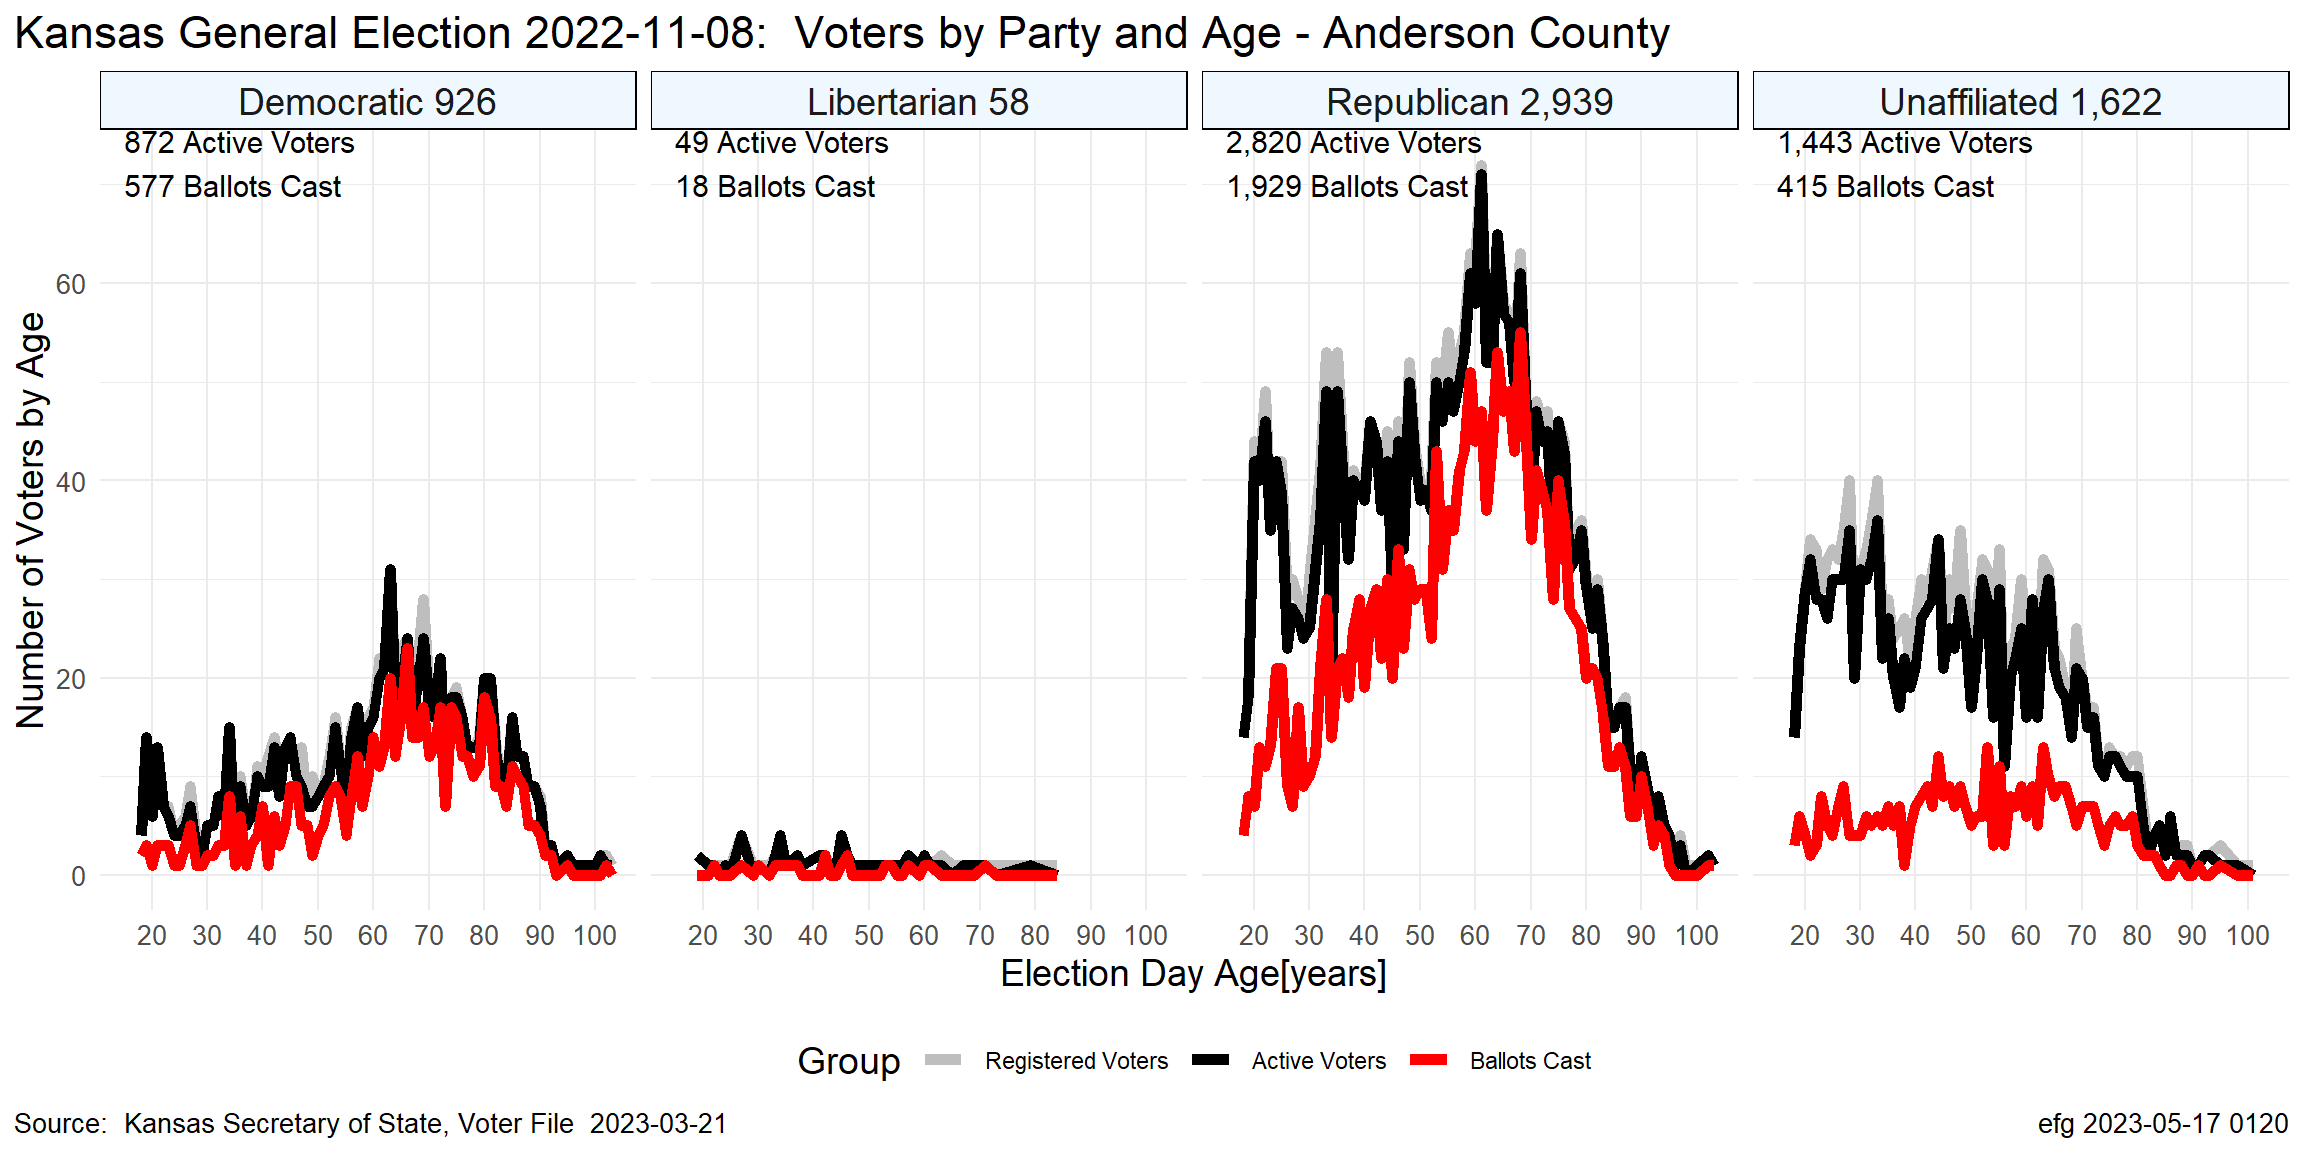 Kansas General Election 2022-11-08:  Voters by Party and Age - Anderson County
Democratic 926
Libertarian 58
Republican 2,939
Unaffiliated 1,622
872 Active Voters
577 Ballots Cast
49 Active Voters
18 Ballots Cast
2,820 Active Voters
1,929 Ballots Cast
1,443 Active Voters
415 Ballots Cast
Number of Voters by Age
60
40
20
0
20 30 40 50 60 70 80 90 100
20 30 40 50 60 70 80 90 100
20 30 40 50 60 70 80 90 100
20 30 40 50 60 70 80 90 100
Election Day Age[years]
Group Registered Voters Active Voters Ballots Cast
Source:  Kansas Secretary of State, Voter File  2023-03-21
efg 2023-05-17 0120